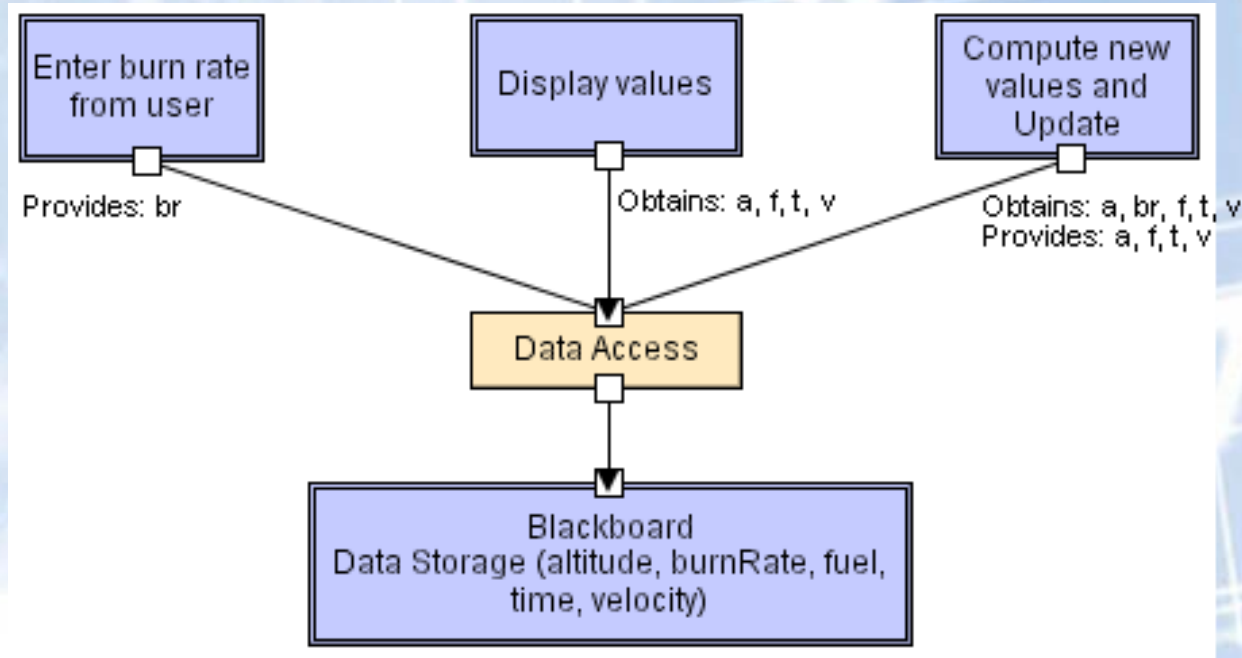 Enter burn rate
from user
Display values
Compute new
values and
Update
Provides: br
Obtains: a, f, t, v
Obtains: a, br, f, t, v
Provides: a, f, t, v
Data Access
Blackboard
Data Storage (altitude, burnRate, fuel,
time, velocity)